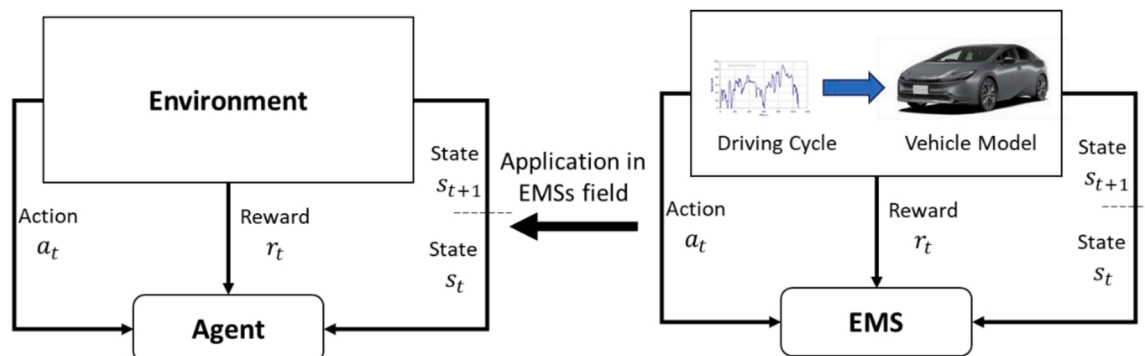 Environment
Action
a_t
Reward
r_t
State
s_{t+1}
State
s_t
Agent
Application in
EMSs field
Driving Cycle
Vehicle Model
Action
a_t
Reward
r_t
State
s_{t+1}
State
s_t
EMS